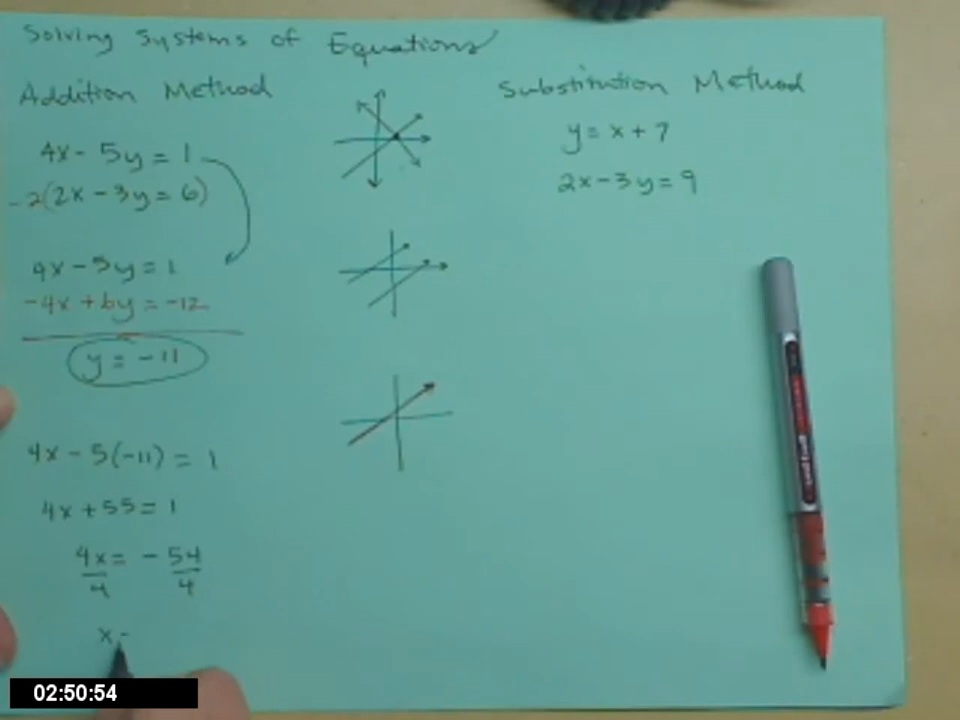 Solving Systems of Equations
Addition Method
4x - 5y = 1
-2(2x - 3y = 6)
4x - 5y = 1
-4x + 6y = -12
y = -11
4x - 5(-11) = 1
4x + 55 = 1
4x = -54
4 4
x =
Substitution Method
y = x + 7
2x - 3y = 9
02:50:54